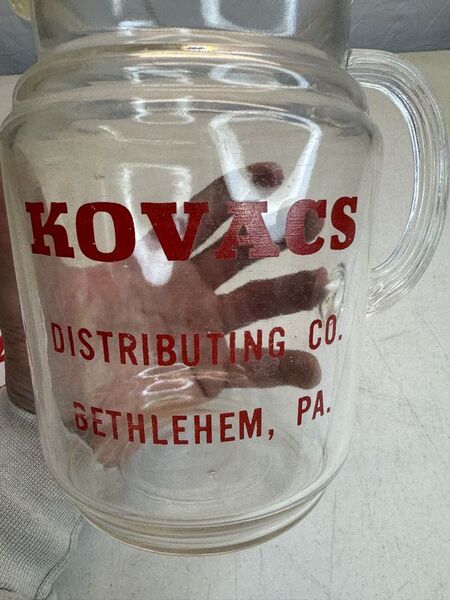 KOVACS
DISTRIBUTING CO.
BETHLEHEM, PA.